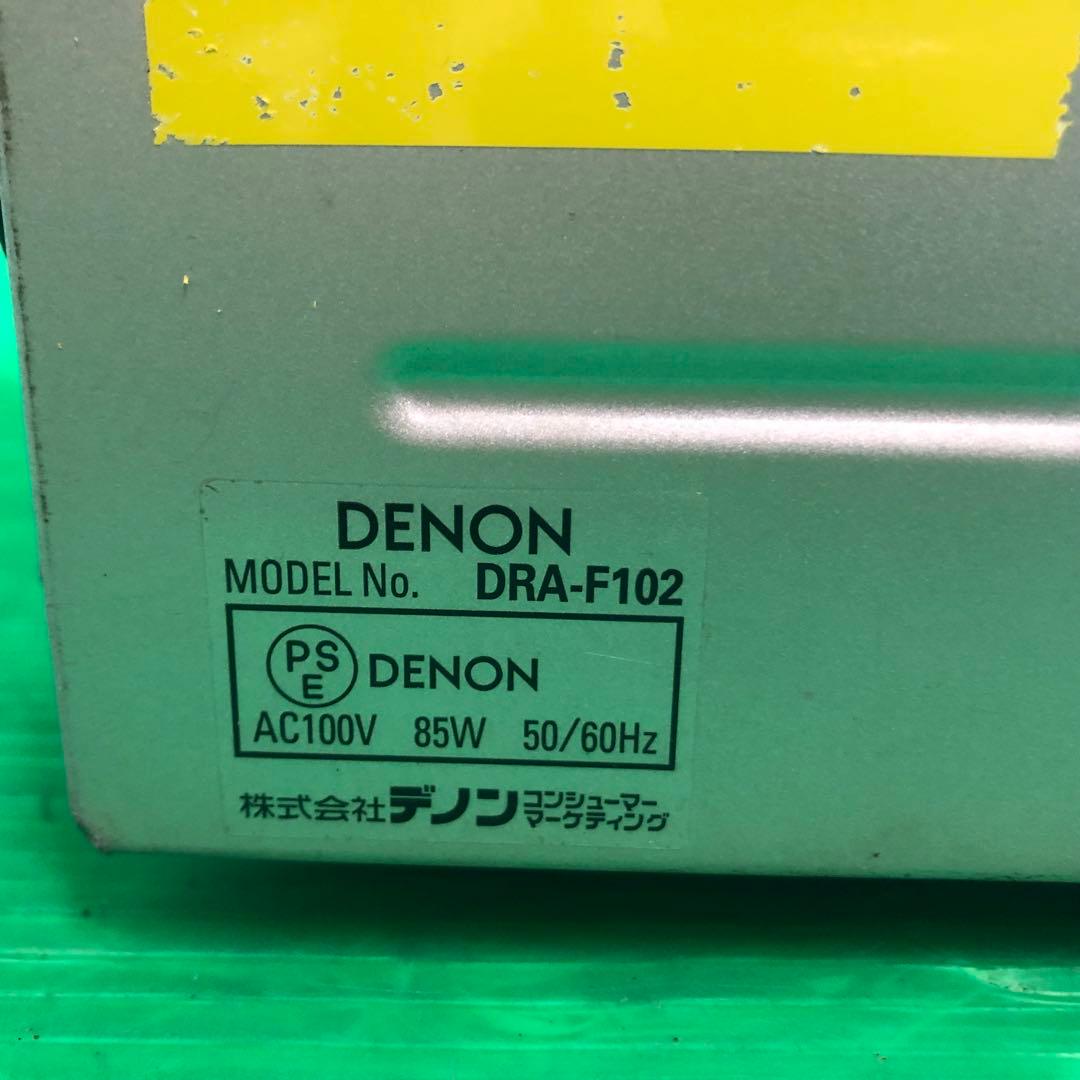 DENON
MODEL No. DRA-F102
PSE DENON
AC100V 85W 50/60Hz
株式会社デノンコンシューマーマーケティング